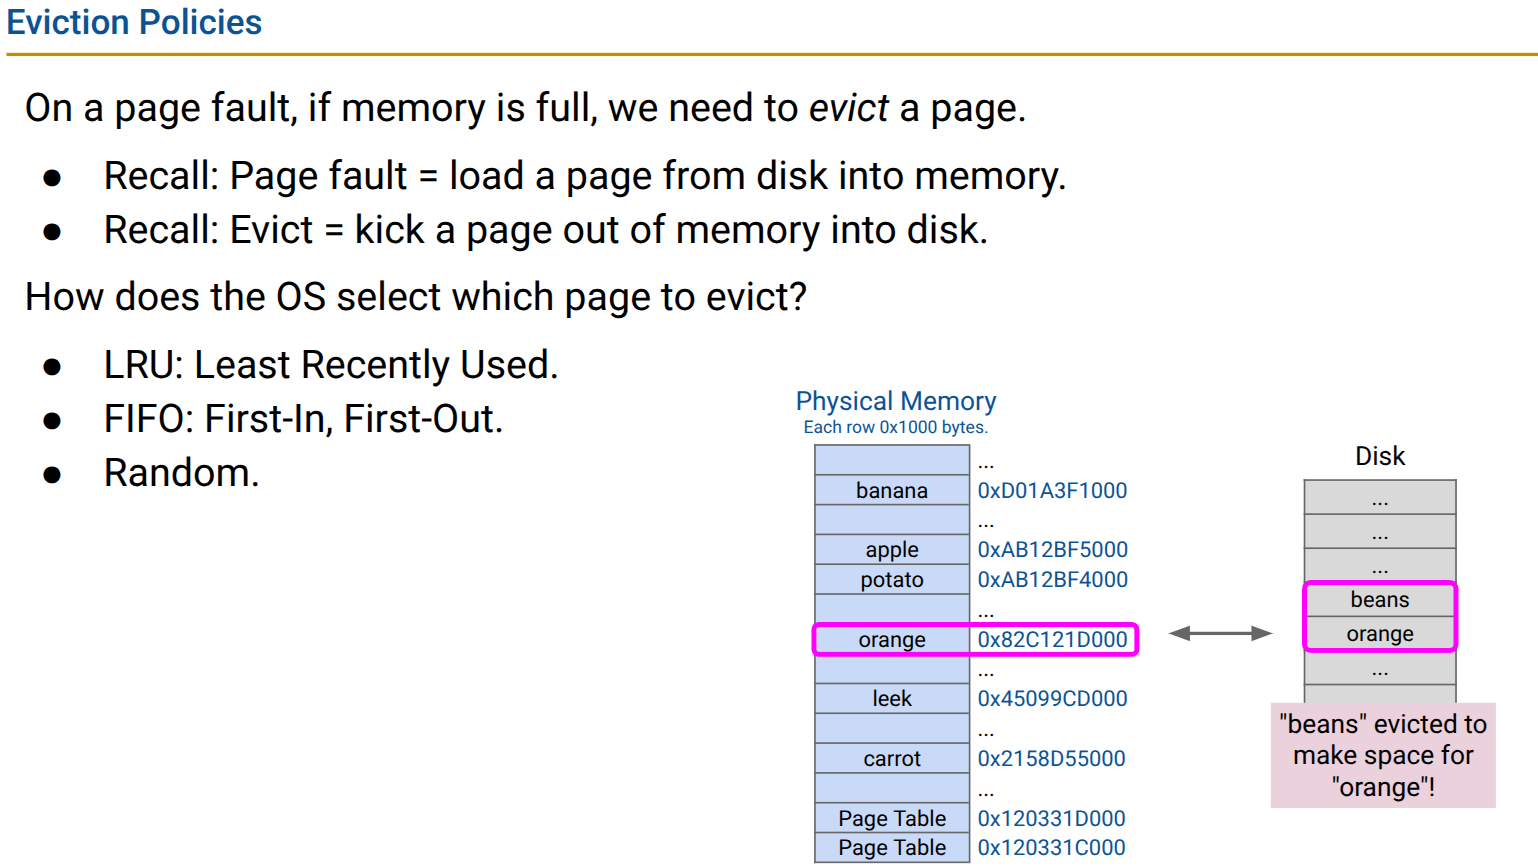 Eviction Policies
On a page fault, if memory is full, we need to evict a page.
● Recall: Page fault = load a page from disk into memory.
● Recall: Evict = kick a page out of memory into disk.
How does the OS select which page to evict?
● LRU: Least Recently Used.
● FIFO: First-In, First-Out.
● Random.
Physical Memory
Each row 0x1000 bytes.
...
banana 0xD01A3F1000
...
apple 0xAB12BF5000
potato 0xAB12BF4000
...
orange 0x82C121D000
...
leek 0x45099CD000
...
carrot 0x2158D55000
...
Page Table 0x120331D000
Page Table 0x120331C000
Disk
...
...
...
beans
orange
...
"beans" evicted to
make space for
"orange"!